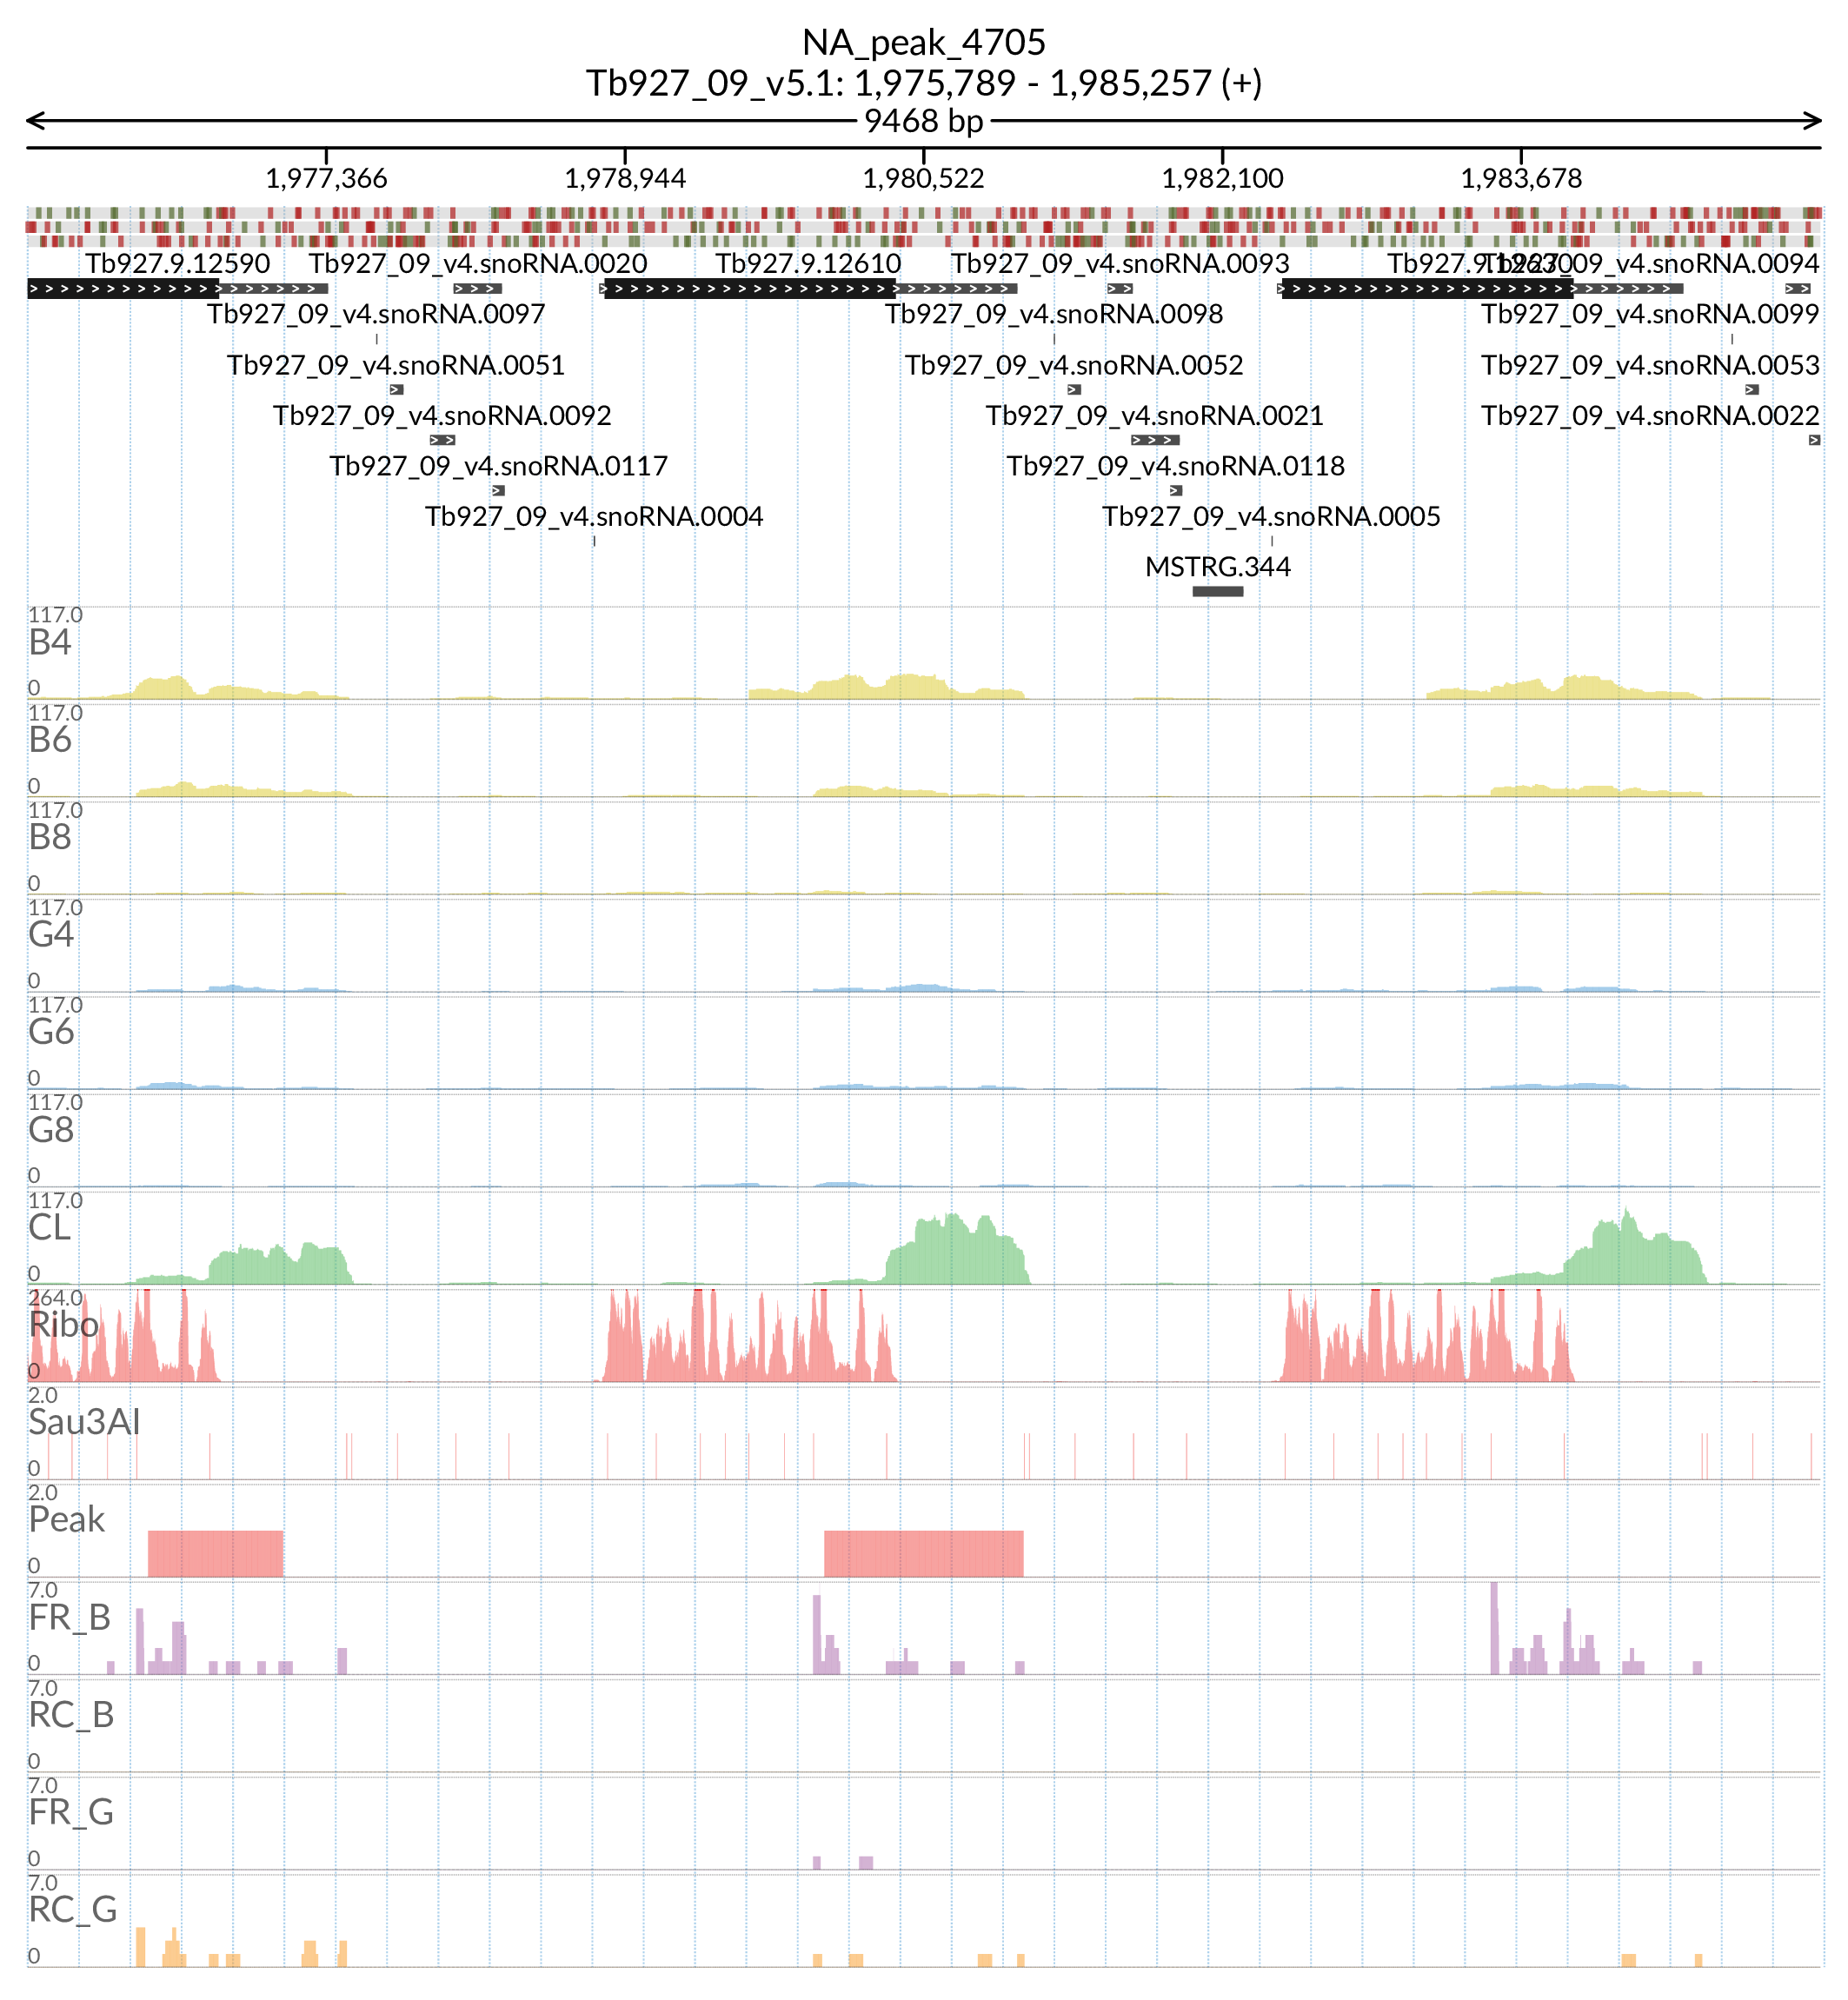 NA_peak_4705
Tb927_09_v5.1: 1,975,789 - 1,985,257 (+)
9468 bp
1,977,366 1,978,944 1,980,522 1,982,100 1,983,678
Tb927.9.12590 Tb927_09_v4.snoRNA.0020 Tb927.9.12610 Tb927_09_v4.snoRNA.0093 Tb927.9.12630 Tb927_09_v4.snoRNA.0094
Tb927_09_v4.snoRNA.0097 Tb927_09_v4.snoRNA.0098 Tb927_09_v4.snoRNA.0099
Tb927_09_v4.snoRNA.0051 Tb927_09_v4.snoRNA.0052 Tb927_09_v4.snoRNA.0053
Tb927_09_v4.snoRNA.0092 Tb927_09_v4.snoRNA.0021 Tb927_09_v4.snoRNA.0022
Tb927_09_v4.snoRNA.0117 Tb927_09_v4.snoRNA.0118
Tb927_09_v4.snoRNA.0004 Tb927_09_v4.snoRNA.0005
MSTRG.344
117.0
B4
0
117.0
B6
0
117.0
B8
0
117.0
G4
0
117.0
G6
0
117.0
G8
0
117.0
CL
0
264.0
Ribo
0
2.0
Sau3AI
0
2.0
Peak
0
7.0
FR_B
0
7.0
RC_B
0
7.0
FR_G
0
7.0
RC_G
0